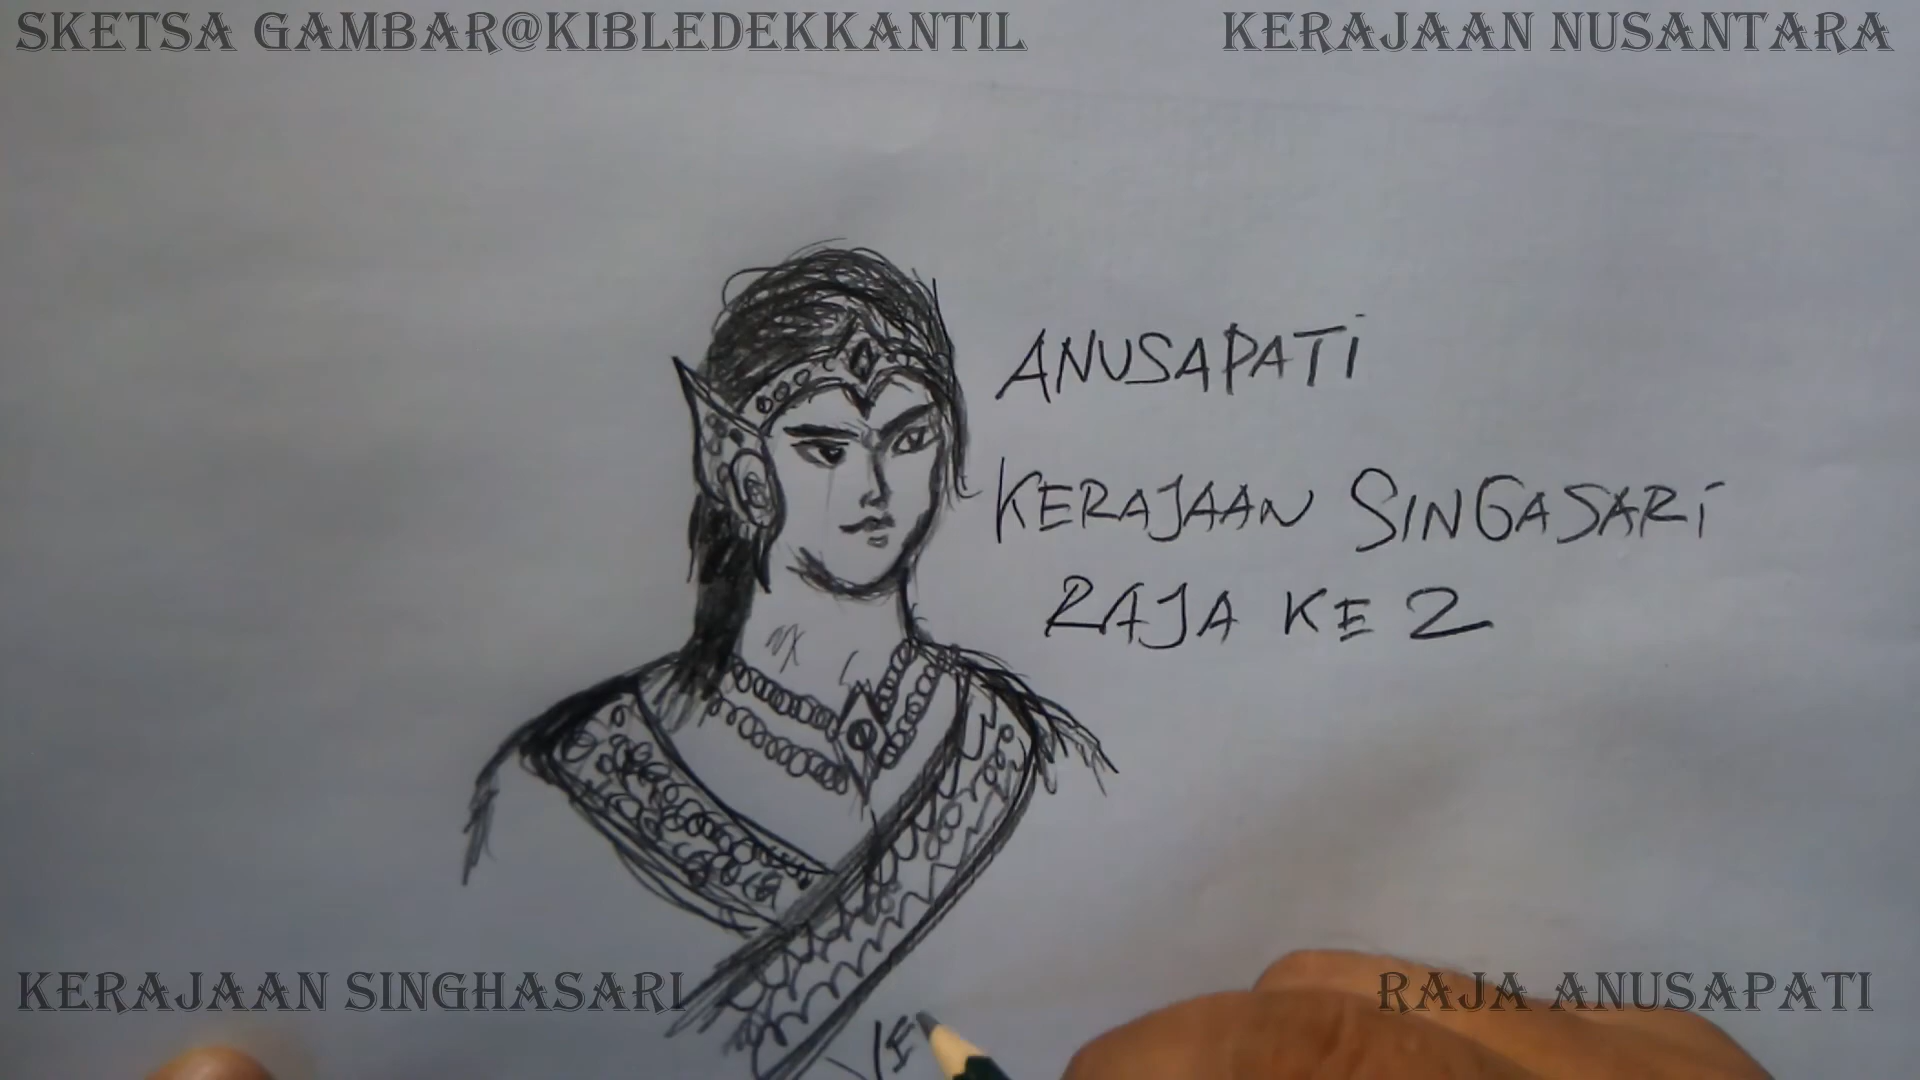 SKETSA GAMBAR@KIBLEDEKKANTIL
KERAJAAN NUSANTARA
ANUSAPATI
KERAJAAN SINGASARI
RAJA KE 2
KERAJAAN SINGHASARI
RAJA ANUSAPATI